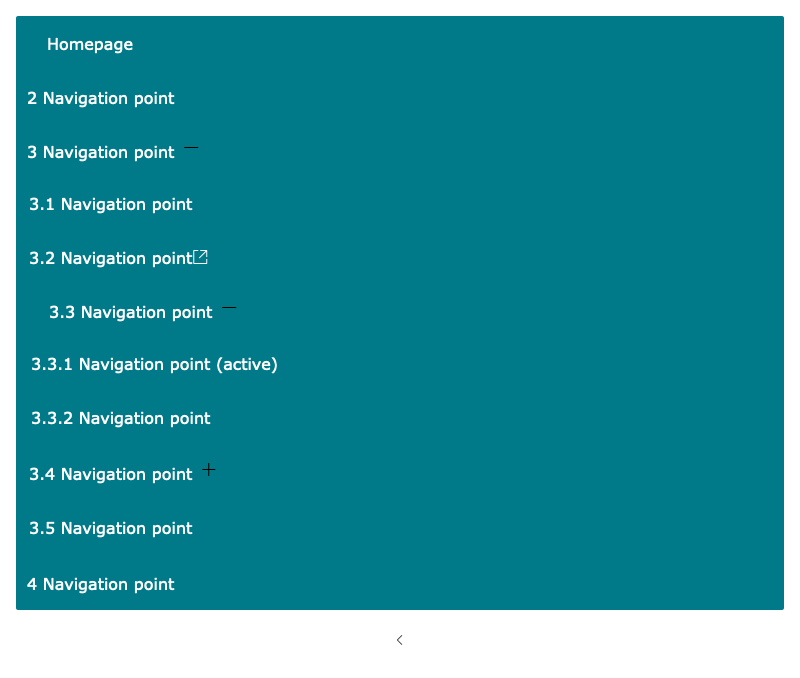 Homepage
2 Navigation point
3 Navigation point
3.1 Navigation point
3.2 Navigation point
3.3 Navigation point
3.3.1 Navigation point (active)
3.3.2 Navigation point
3.4 Navigation point
3.5 Navigation point
4 Navigation point